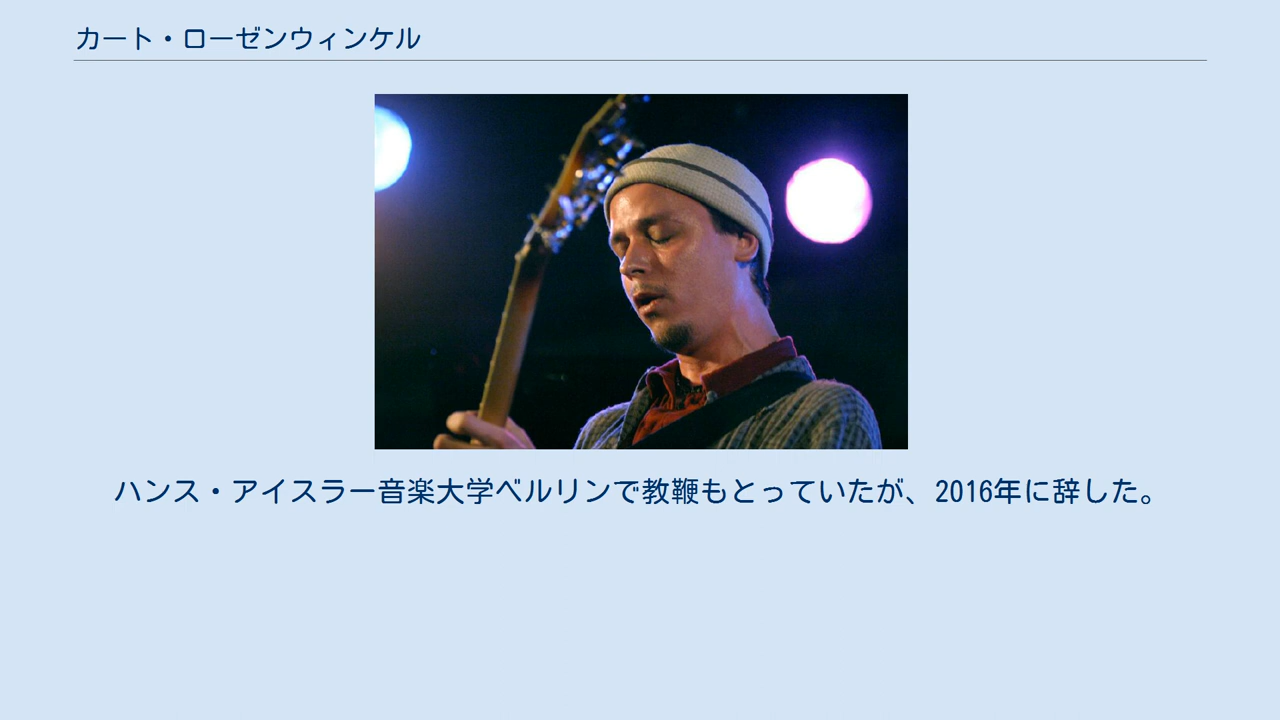 カート・ローゼンウィンケル
ハンス・アイスラー音楽大学ベルリンで教鞭もとっていたが、2016年に辞した。